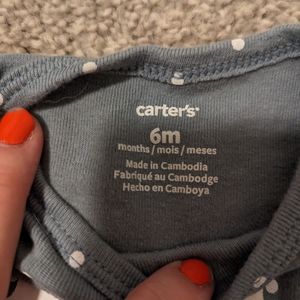 carter's
6m
months / mois / meses
Made in Cambodia
Fabriqué au Cambodge
Hecho en Camboya